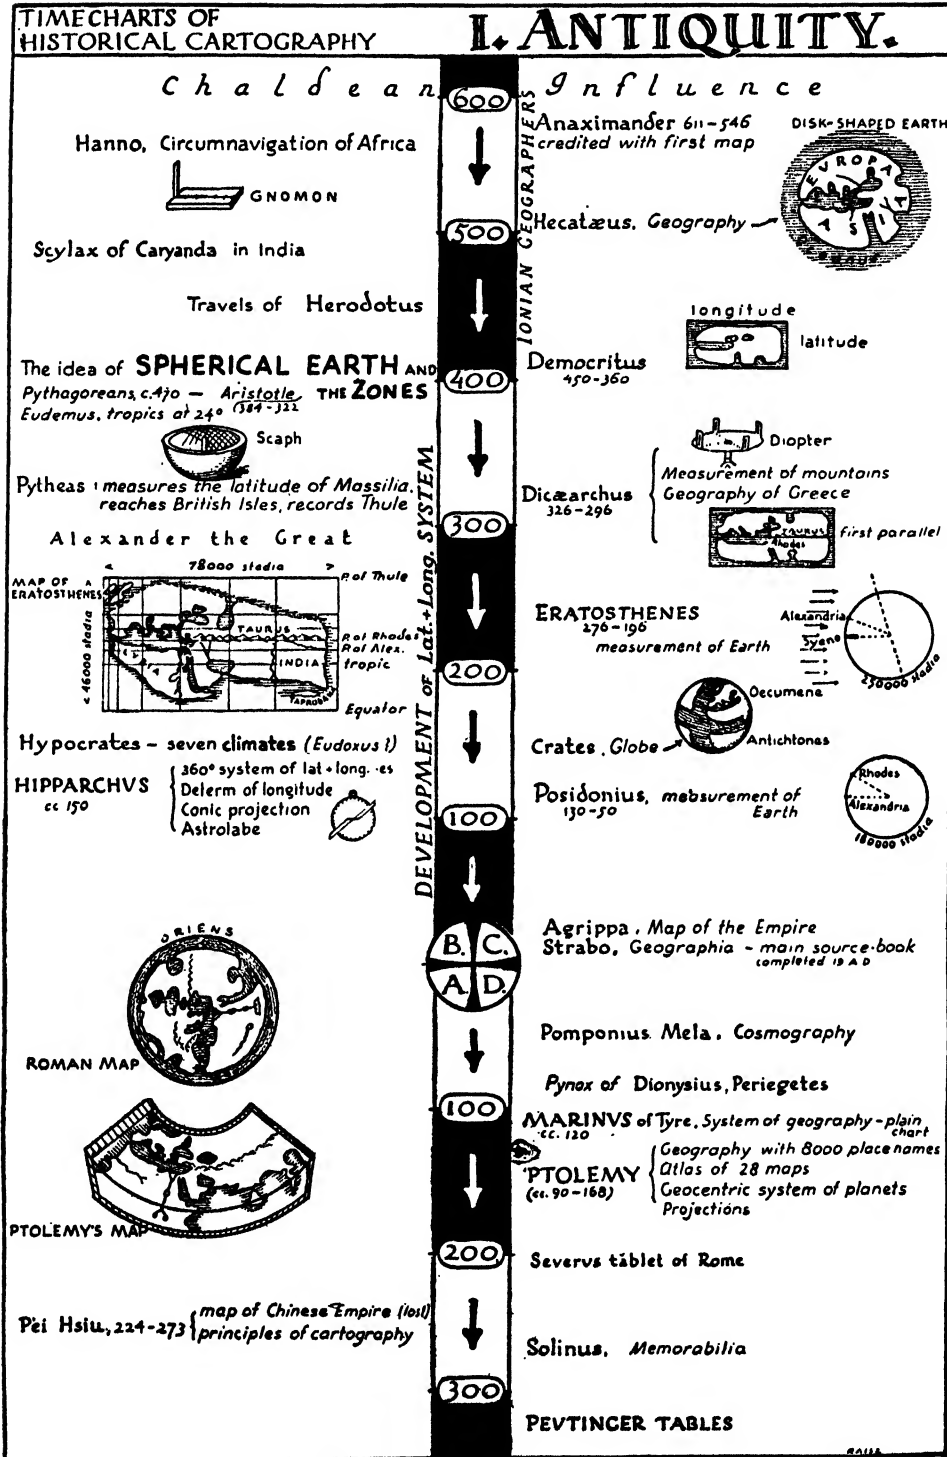 TIMECHARTS OF
HISTORICAL CARTOGRAPHY
I. ANTIQUITY.
Chaldean Influence
600
IONIAN GEOGRAPHERS
Hanno, Circumnavigation of Africa
GNOMON
Anaximander 611-546
credited with first map
DISK-SHAPED EARTH
EVROPA
ASIA
Hecatæus, Geography
500
Scylax of Caryanda in India
Travels of Herodotus
longitude
latitude
Democritus
450-360
The idea of SPHERICAL EARTH AND
Pythagoreans, c.470 — Aristotle, THE ZONES
(384-322
Eudemus, tropics at 24°
400
Scaph
Diopter
Pytheas: measures the latitude of Massilia,
reaches British Isles, records Thule
Dicæarchus
326-296
Measurement of mountains
Geography of Greece
TAURUS
Rhodes
first parallel
DEVELOPMENT OF Lat.+Long. SYSTEM
300
Alexander the Great
78000 stadia
MAP OF
ERATOSTHENES
< 46000 stadia
P. of Thule
P. of Rhodes
P. of Alex.
tropic
Equator
TAURUS
INDIA
ERATOSTHENES
276-196
measurement of Earth
Alexandria
Syene
250000 stadia
200
Oecumene
Antichtones
Crates. Globe
Hypocrates - seven climates (Eudoxus?)
HIPPARCHVS
cc 150
360° system of lat + long. -es
Delerm of longitude
Conic projection
Astrolabe
Posidonius, mebsurement of
130-50 Earth
Rhodes
Alexandria
180000 stadia
100
B.C.
A.D.
Agrippa. Map of the Empire
Strabo, Geographia - main source-book
completed 19 A D
ORIENS
ROMAN MAP
Pomponius Mela. Cosmography
Pynax of Dionysius, Periegetes
100
MARINVS of Tyre, System of geography-plain
cc. 120 chart
PTOLEMY
(cc. 90-168)
Geography with 8000 place names
Atlas of 28 maps
Geocentric system of planets
Projections
PTOLEMY'S MAP
200
Severvs tablet of Rome
Pei Hsiu, 224-273
map of Chinese Empire (lost)
principles of cartography
Solinus, Memorabilia
300
PEVTINGER TABLES